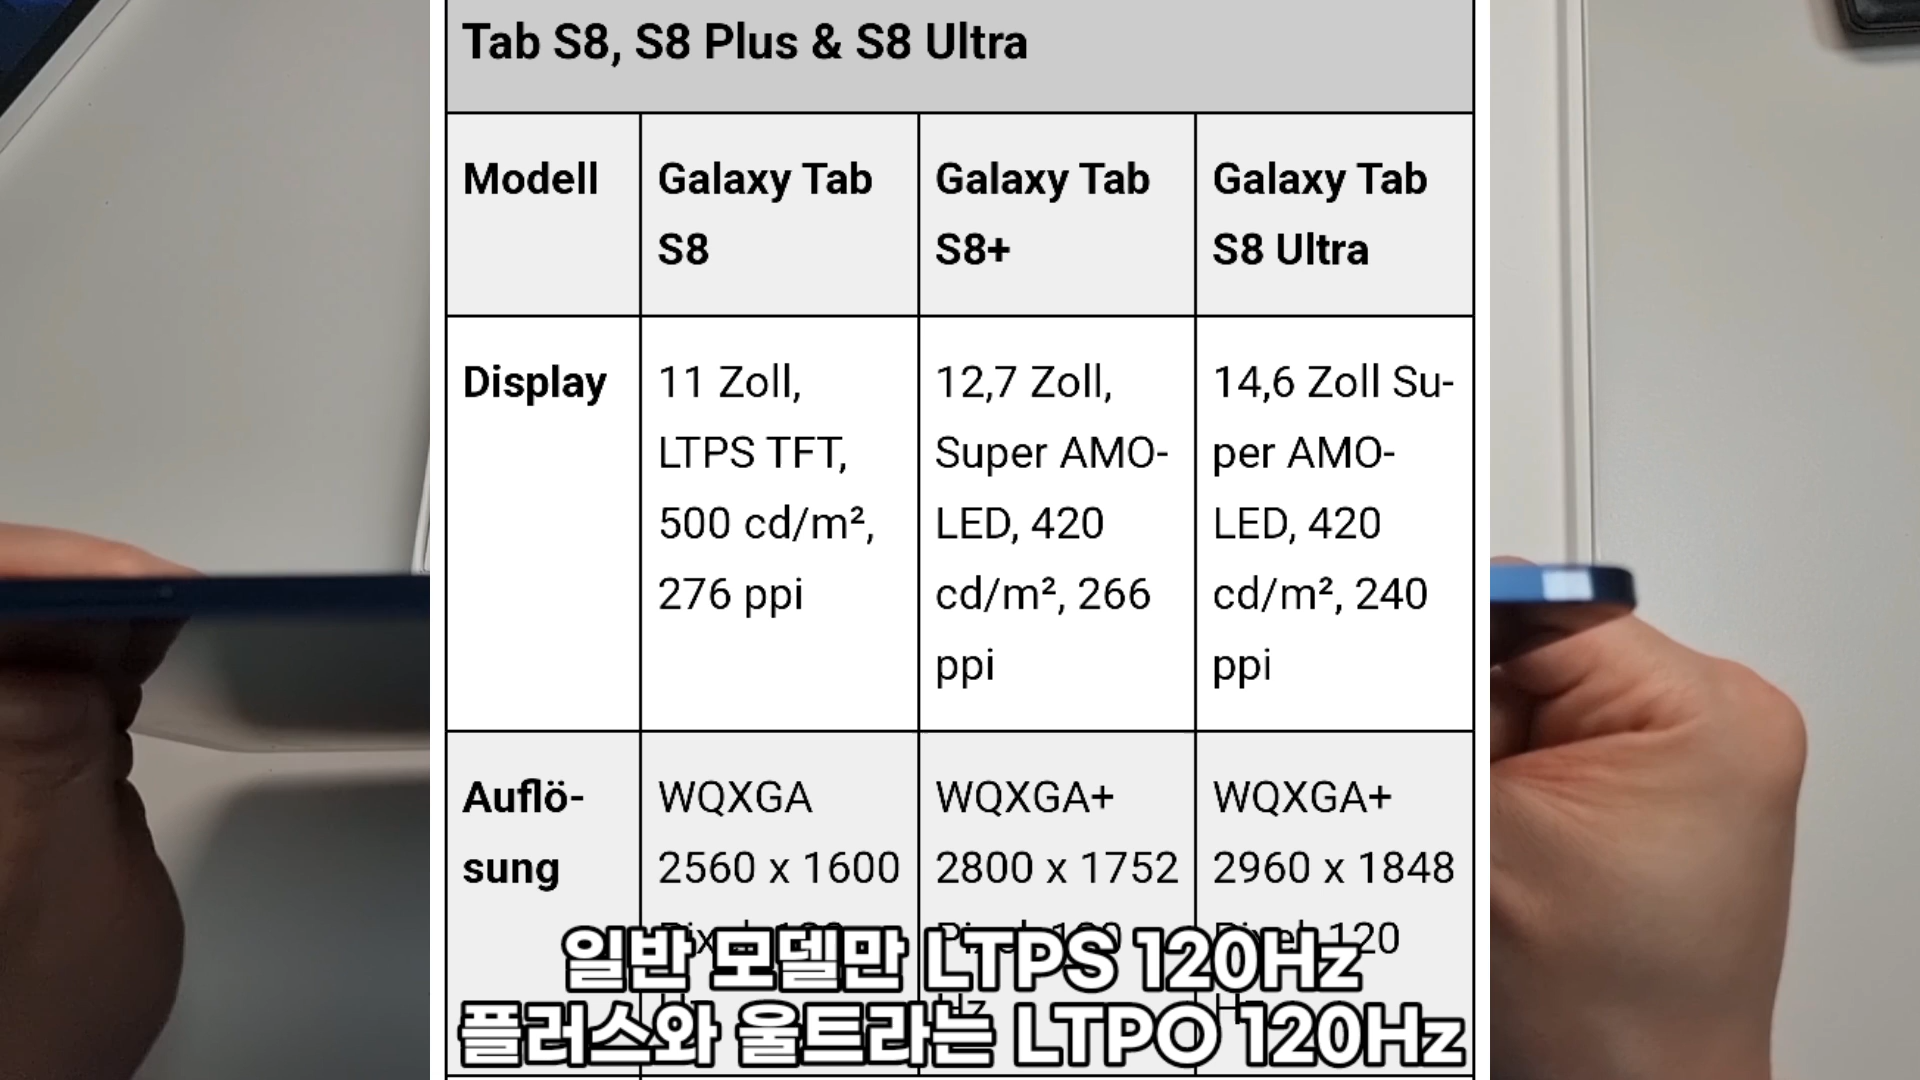 Tab S8, S8 Plus & S8 Ultra
Modell
Galaxy Tab
S8
Galaxy Tab
S8+
Galaxy Tab
S8 Ultra
Display
11 Zoll,
LTPS TFT,
500 cd/m²,
276 ppi
12,7 Zoll,
Super AMO-
LED, 420
cd/m², 266
ppi
14,6 Zoll Su-
per AMO-
LED, 420
cd/m², 240
ppi
Auflö-
sung
WQXGA
2560 x 1600
WQXGA+
2800 x 1752
WQXGA+
2960 x 1848
120
일반 모델만 LTPS 120Hz
플러스와 울트라는 LTPO 120Hz